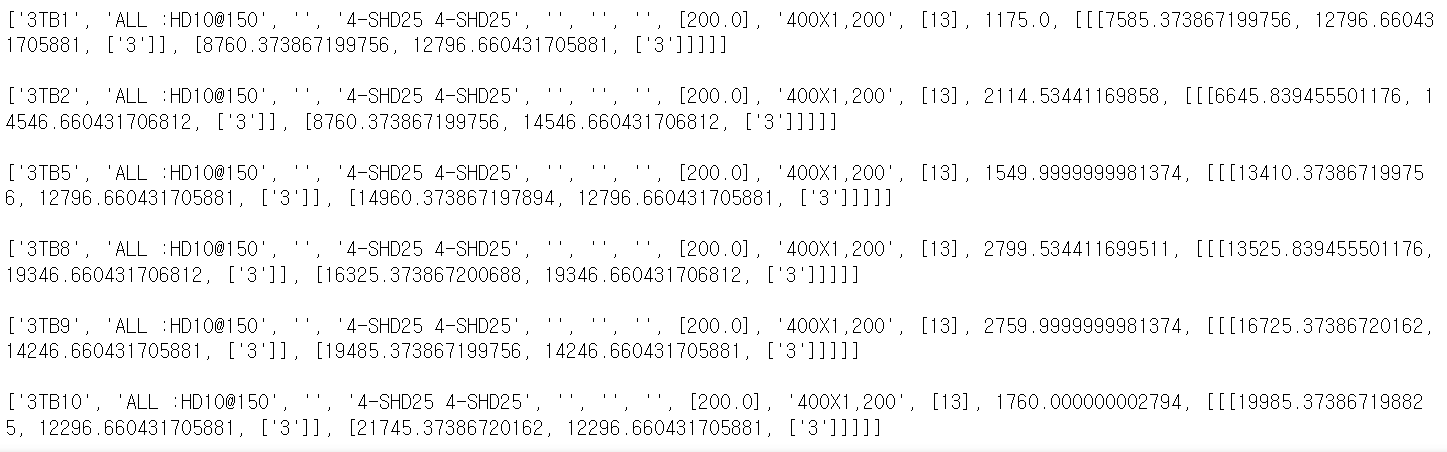 ['3TB1', 'ALL :HD10@150', '', '4-SHD25 4-SHD25', '', '', '', [200.0], '400X1,200', [13], 1175.0, [[[7585.373867199756, 12796.66043
1705881, ['3']], [8760.373867199756, 12796.660431705881, ['3']]]]]
['3TB2', 'ALL :HD10@150', '', '4-SHD25 4-SHD25', '', '', '', [200.0], '400X1,200', [13], 2114.53441169858, [[[6645.839455501176, 1
4546.660431706812, ['3']], [8760.373867199756, 14546.660431706812, ['3']]]]]
['3TB5', 'ALL :HD10@150', '', '4-SHD25 4-SHD25', '', '', '', [200.0], '400X1,200', [13], 1549.9999999981374, [[[13410.37386719975
6, 12796.660431705881, ['3']], [14960.373867197894, 12796.660431705881, ['3']]]]]
['3TB8', 'ALL :HD10@150', '', '4-SHD25 4-SHD25', '', '', '', [200.0], '400X1,200', [13], 2799.534411699511, [[[13525.839455501176,
19346.660431706812, ['3']], [16325.373867200688, 19346.660431706812, ['3']]]]]
['3TB9', 'ALL :HD10@150', '', '4-SHD25 4-SHD25', '', '', '', [200.0], '400X1,200', [13], 2759.9999999981374, [[[16725.37386720162,
14246.660431705881, ['3']], [19485.373867199756, 14246.660431705881, ['3']]]]]
['3TB10', 'ALL :HD10@150', '', '4-SHD25 4-SHD25', '', '', '', [200.0], '400X1,200', [13], 1760.000000002794, [[[19985.37386719882
5, 12296.660431705881, ['3']], [21745.37386720162, 12296.660431705881, ['3']]]]]